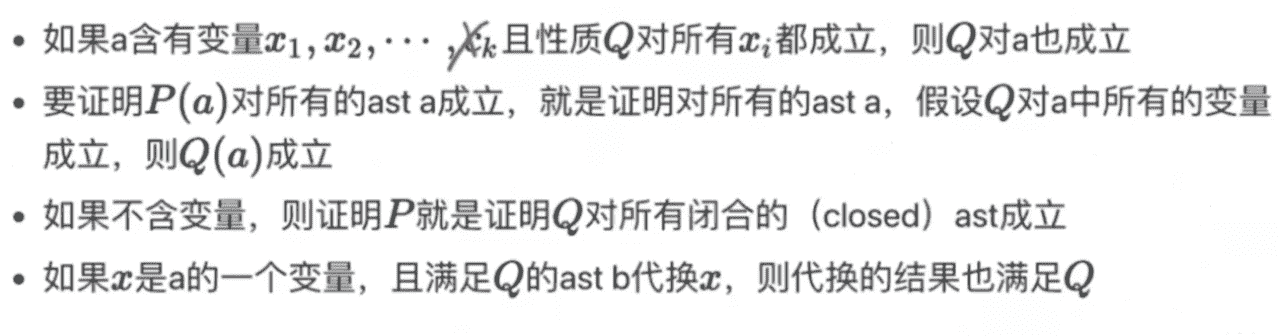 • 如果a含有变量x₁, x₂, ⋯ , xₖ且性质Q对所有xᵢ都成立，则Q对a也成立
• 要证明P(a)对所有的ast a成立，就是证明对所有的ast a，假设Q对a中所有的变量
成立，则Q(a)成立
• 如果不含变量，则证明P就是证明Q对所有闭合的（closed）ast成立
• 如果x是a的一个变量，且满足Q的ast b代换x，则代换的结果也满足Q